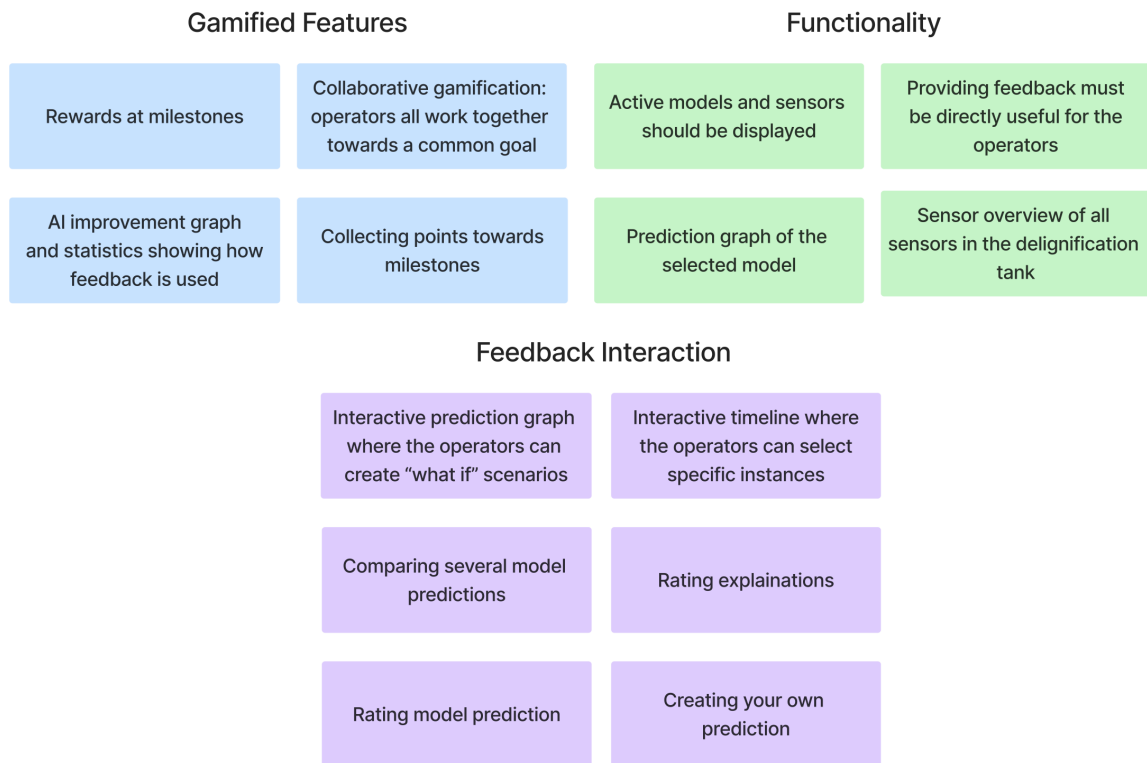 Gamified Features
Functionality
Rewards at milestones
Collaborative gamification:
operators all work together
towards a common goal
Active models and sensors
should be displayed
Providing feedback must
be directly useful for the
operators
AI improvement graph
and statistics showing how
feedback is used
Collecting points towards
milestones
Prediction graph of the
selected model
Sensor overview of all
sensors in the delignification
tank
Feedback Interaction
Interactive prediction graph
where the operators can
create “what if” scenarios
Interactive timeline where
the operators can select
specific instances
Comparing several model
predictions
Rating explainations
Rating model prediction
Creating your own
prediction